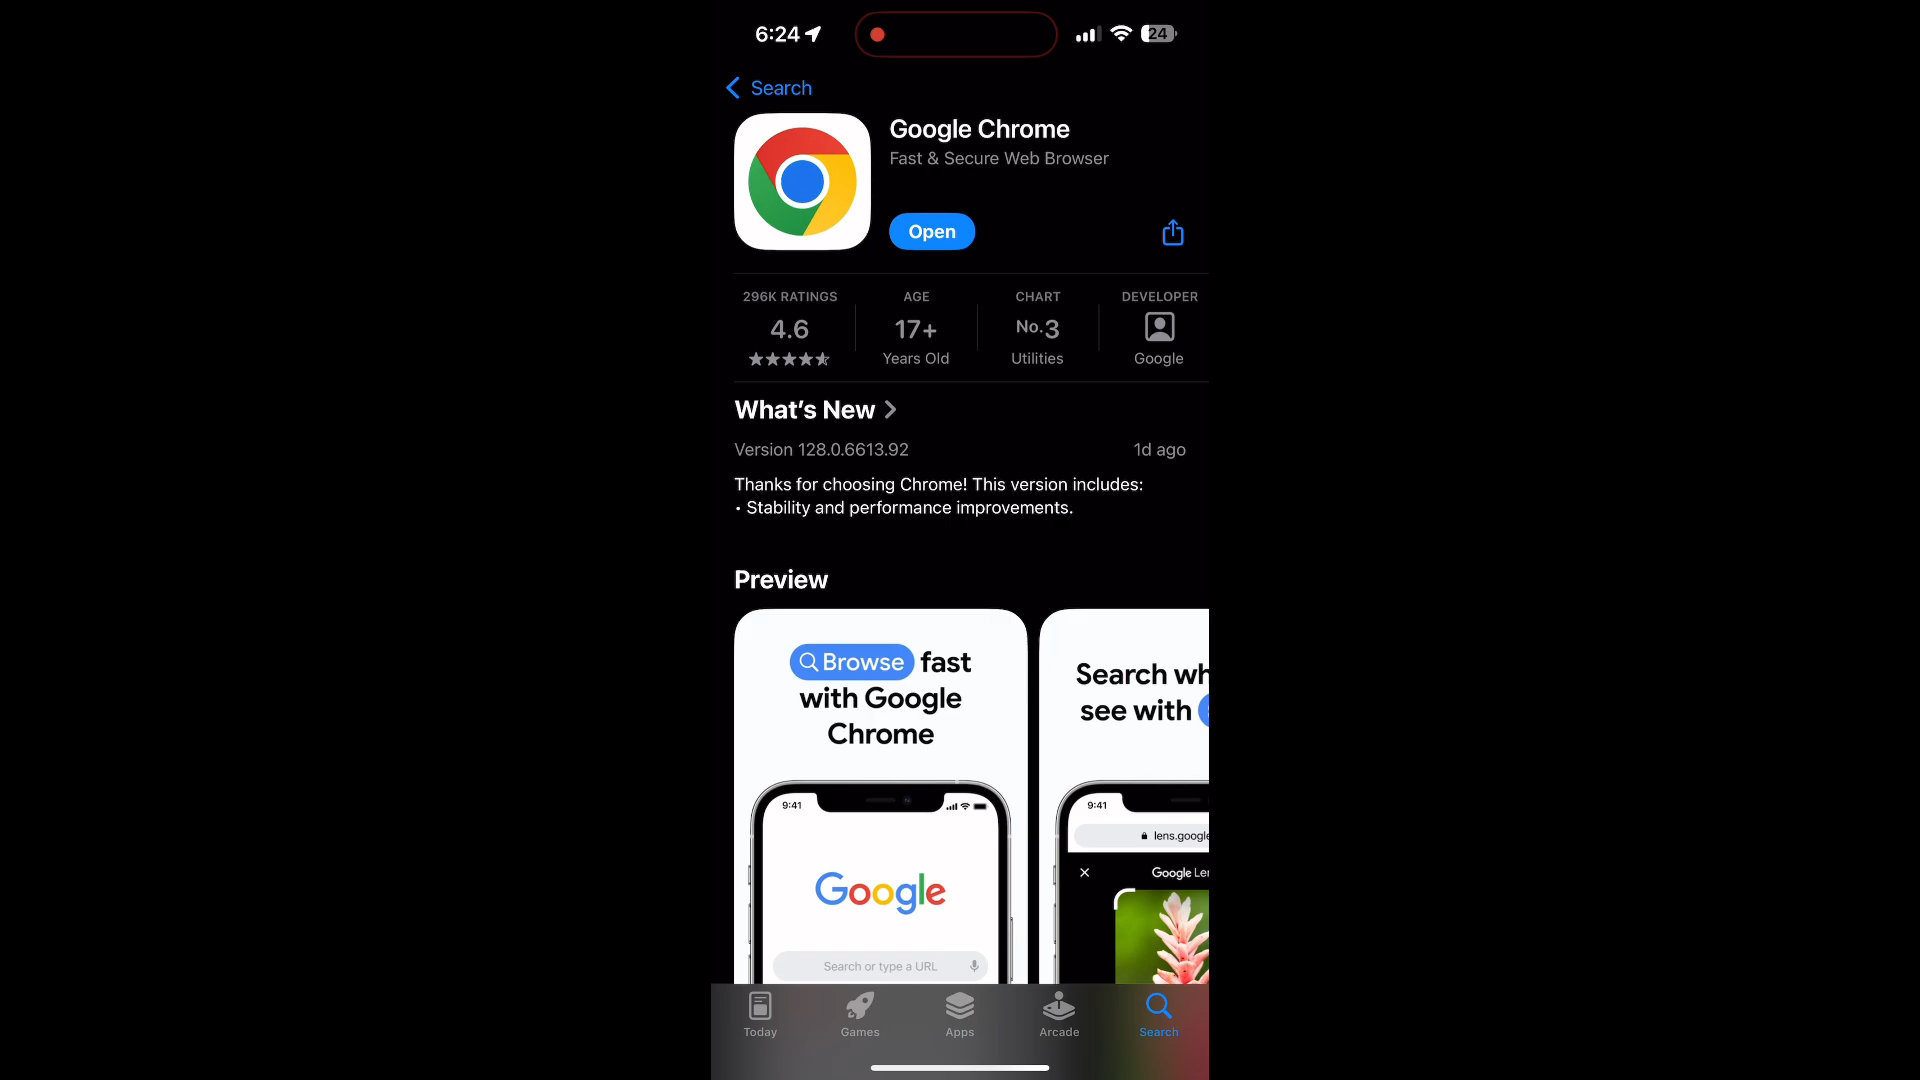 6:24
24
Search
Google Chrome
Fast & Secure Web Browser
Open
296K RATINGS
AGE
CHART
DEVELOPER
4.6
17+
No.3
Years Old
Utilities
Google
What's New
Version 128.0.6613.92
1d ago
Thanks for choosing Chrome! This version includes:
• Stability and performance improvements.
Preview
Browse fast
with Google
Chrome
9:41
Google
Search or type a URL
Search
see with
9:41
lens.google
Google
Today
Games
Apps
Arcade
Search